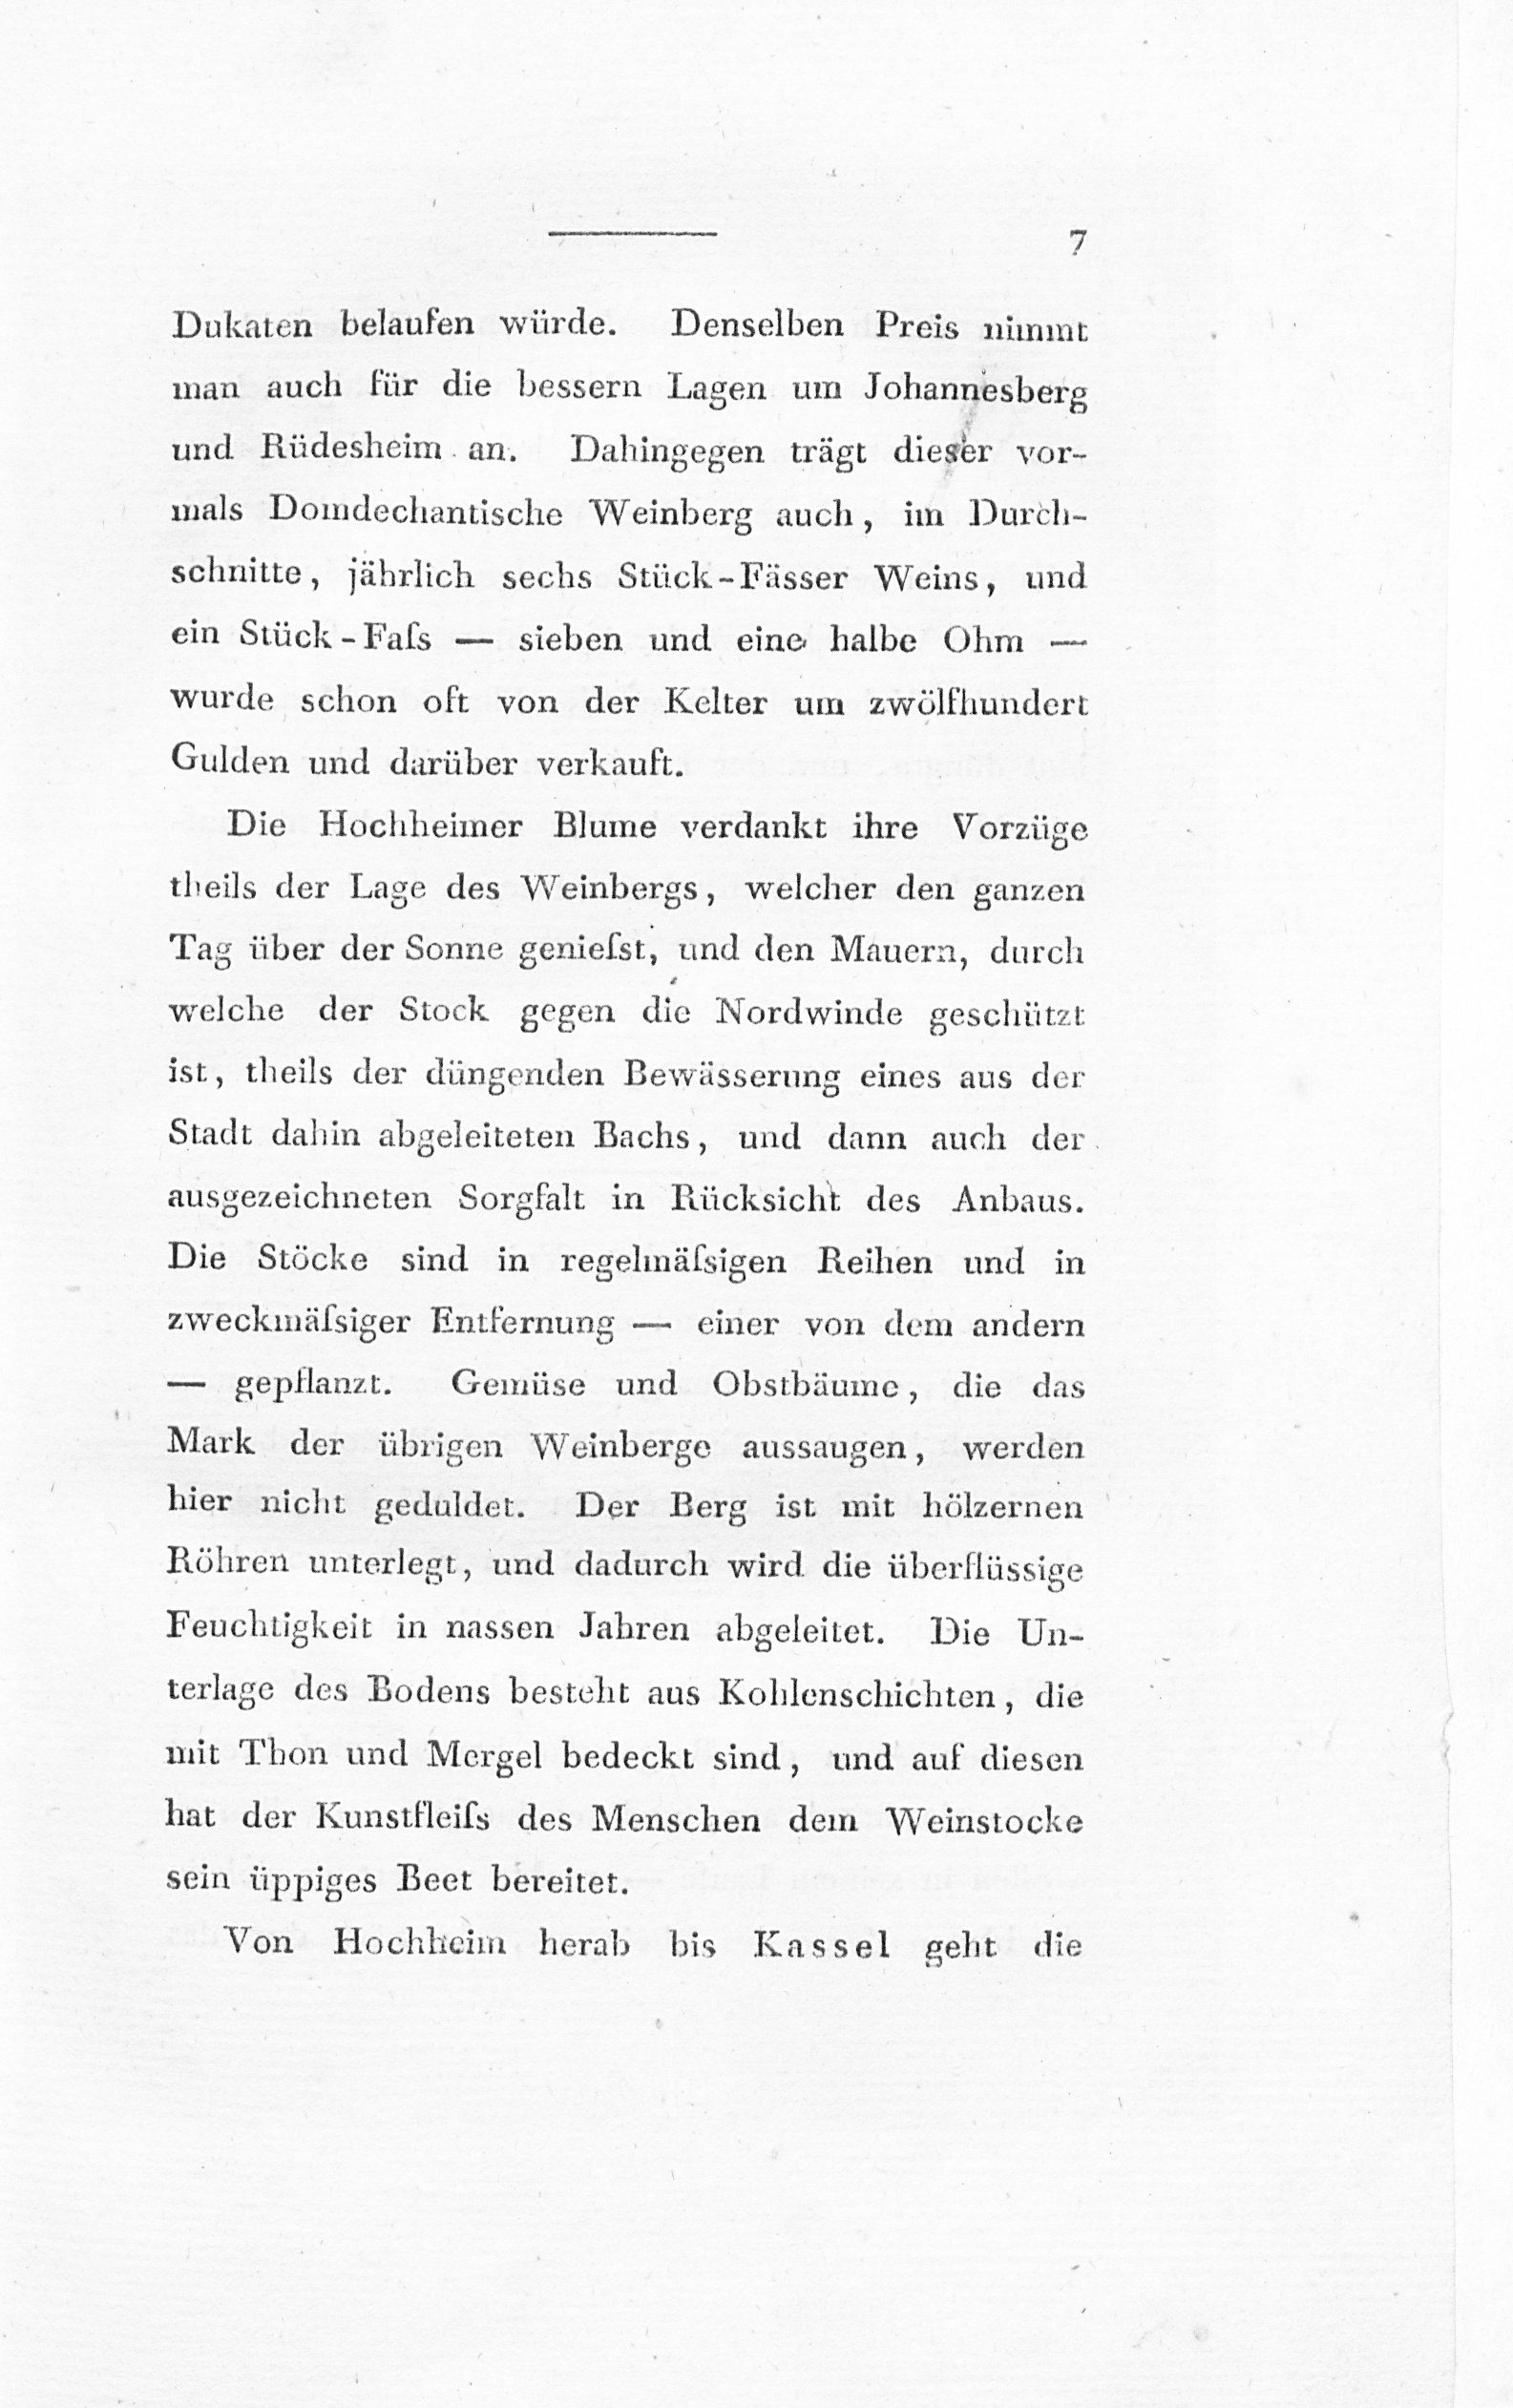 7
Dukaten belaufen würde. Denselben Preis nimmt
man auch für die bessern Lagen um Johannesberg
und Rüdesheim an. Dahingegen trägt dieser vor-
mals Domdechantische Weinberg auch, im Durch-
schnitte, jährlich sechs Stück-Fässer Weins, und
ein Stück-Faſs — sieben und eine halbe Ohm —
wurde schon oft von der Kelter um zwölfhundert
Gulden und darüber verkauft.
Die Hochheimer Blume verdankt ihre Vorzüge
theils der Lage des Weinbergs, welcher den ganzen
Tag über der Sonne genieſst, und den Mauern, durch
welche der Stock gegen die Nordwinde geschützt
ist, theils der düngenden Bewässerung eines aus der
Stadt dahin abgeleiteten Bachs, und dann auch der
ausgezeichneten Sorgfalt in Rücksicht des Anbaus.
Die Stöcke sind in regelmäſsigen Reihen und in
zweckmäſsiger Entfernung — einer von dem andern
— gepflanzt. Gemüse und Obstbäume, die das
Mark der übrigen Weinberge aussaugen, werden
hier nicht geduldet. Der Berg ist mit hölzernen
Röhren unterlegt, und dadurch wird die überflüssige
Feuchtigkeit in nassen Jahren abgeleitet. Die Un-
terlage des Bodens besteht aus Kohlenschichten, die
mit Thon und Mergel bedeckt sind, und auf diesen
hat der Kunstfleiſs des Menschen dem Weinstocke
sein üppiges Beet bereitet.
Von Hochheim herab bis Kassel geht die